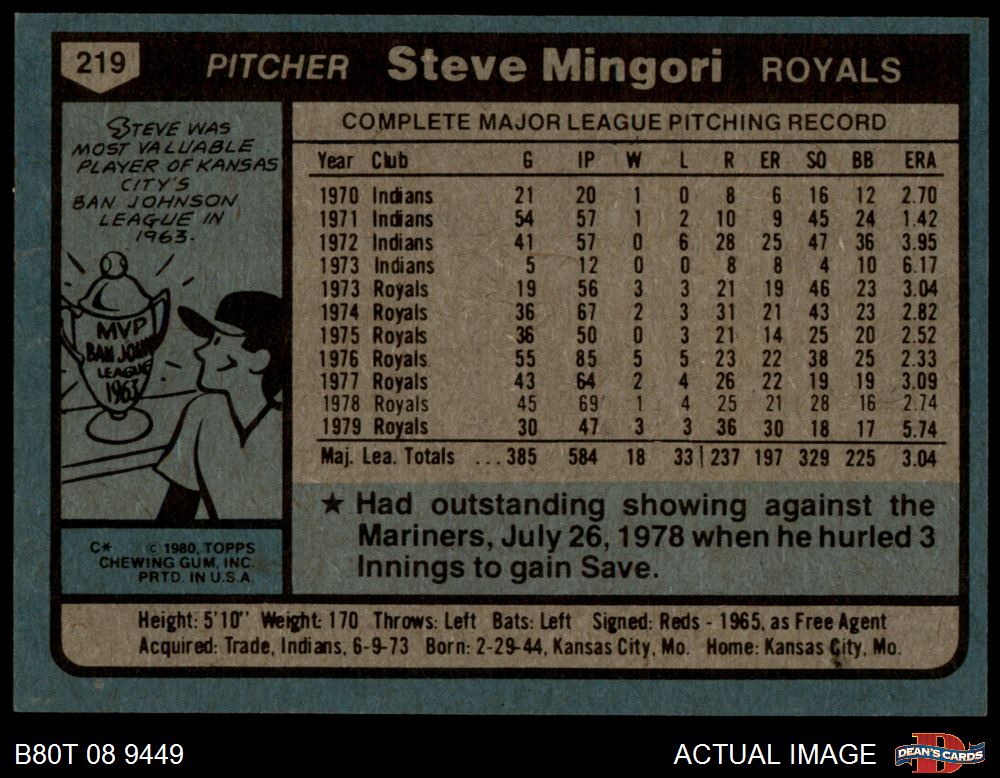 219 PITCHER Steve Mingori ROYALS
STEVE WAS
MOST VALUABLE
PLAYER OF KANSAS
CITY'S
BAN JOHNSON
LEAGUE IN
1963.
MVP
BAN JOHN
LEAGUE
1963
C* © 1980, TOPPS
CHEWING GUM, INC.
PRTD. IN U.S.A.
COMPLETE MAJOR LEAGUE PITCHING RECORD
Year Club G IP W L R ER SO BB ERA
1970 Indians 21 20 1 0 8 6 16 12 2.70
1971 Indians 54 57 1 2 10 9 45 24 1.42
1972 Indians 41 57 0 6 28 25 47 36 3.95
1973 Indians 5 12 0 0 8 8 4 10 6.17
1973 Royals 19 56 3 3 21 19 46 23 3.04
1974 Royals 36 67 2 3 31 21 43 23 2.82
1975 Royals 36 50 0 3 21 14 25 20 2.52
1976 Royals 55 85 5 5 23 22 38 25 2.33
1977 Royals 43 64 2 4 26 22 19 19 3.09
1978 Royals 45 69 1 4 25 21 28 16 2.74
1979 Royals 30 47 3 3 36 30 18 17 5.74
Maj. Lea. Totals ...385 584 18 33 237 197 329 225 3.04
★ Had outstanding showing against the
Mariners, July 26, 1978 when he hurled 3
Innings to gain Save.
Height: 5'10" Weight: 170 Throws: Left Bats: Left Signed: Reds - 1965, as Free Agent
Acquired: Trade, Indians, 6-9-73 Born: 2-29-44, Kansas City, Mo. Home: Kansas City, Mo.
B80T 08 9449 ACTUAL IMAGE DEAN'S CARDS